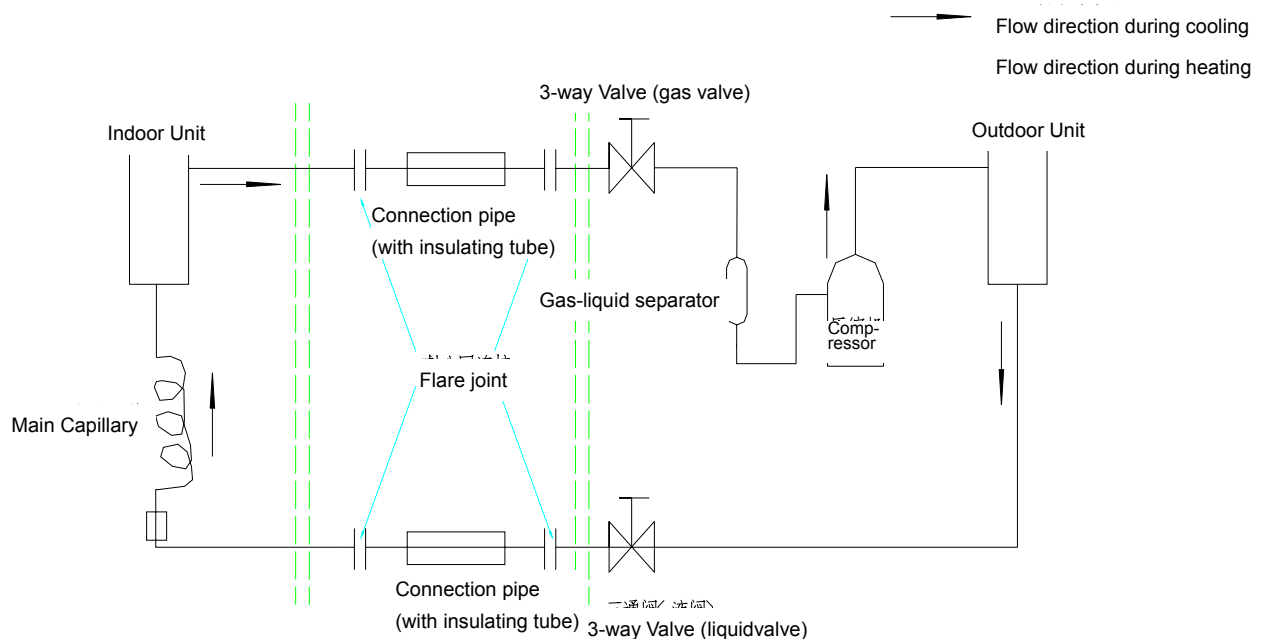 Flow direction during cooling
Flow direction during heating
3-way Valve (gas valve)
Indoor Unit
Outdoor Unit
Connection pipe
(with insulating tube)
Gas-liquid separator
Comp-
ressor
Flare joint
Main Capillary
Connection pipe
(with insulating tube)
3-way Valve (liquidvalve)